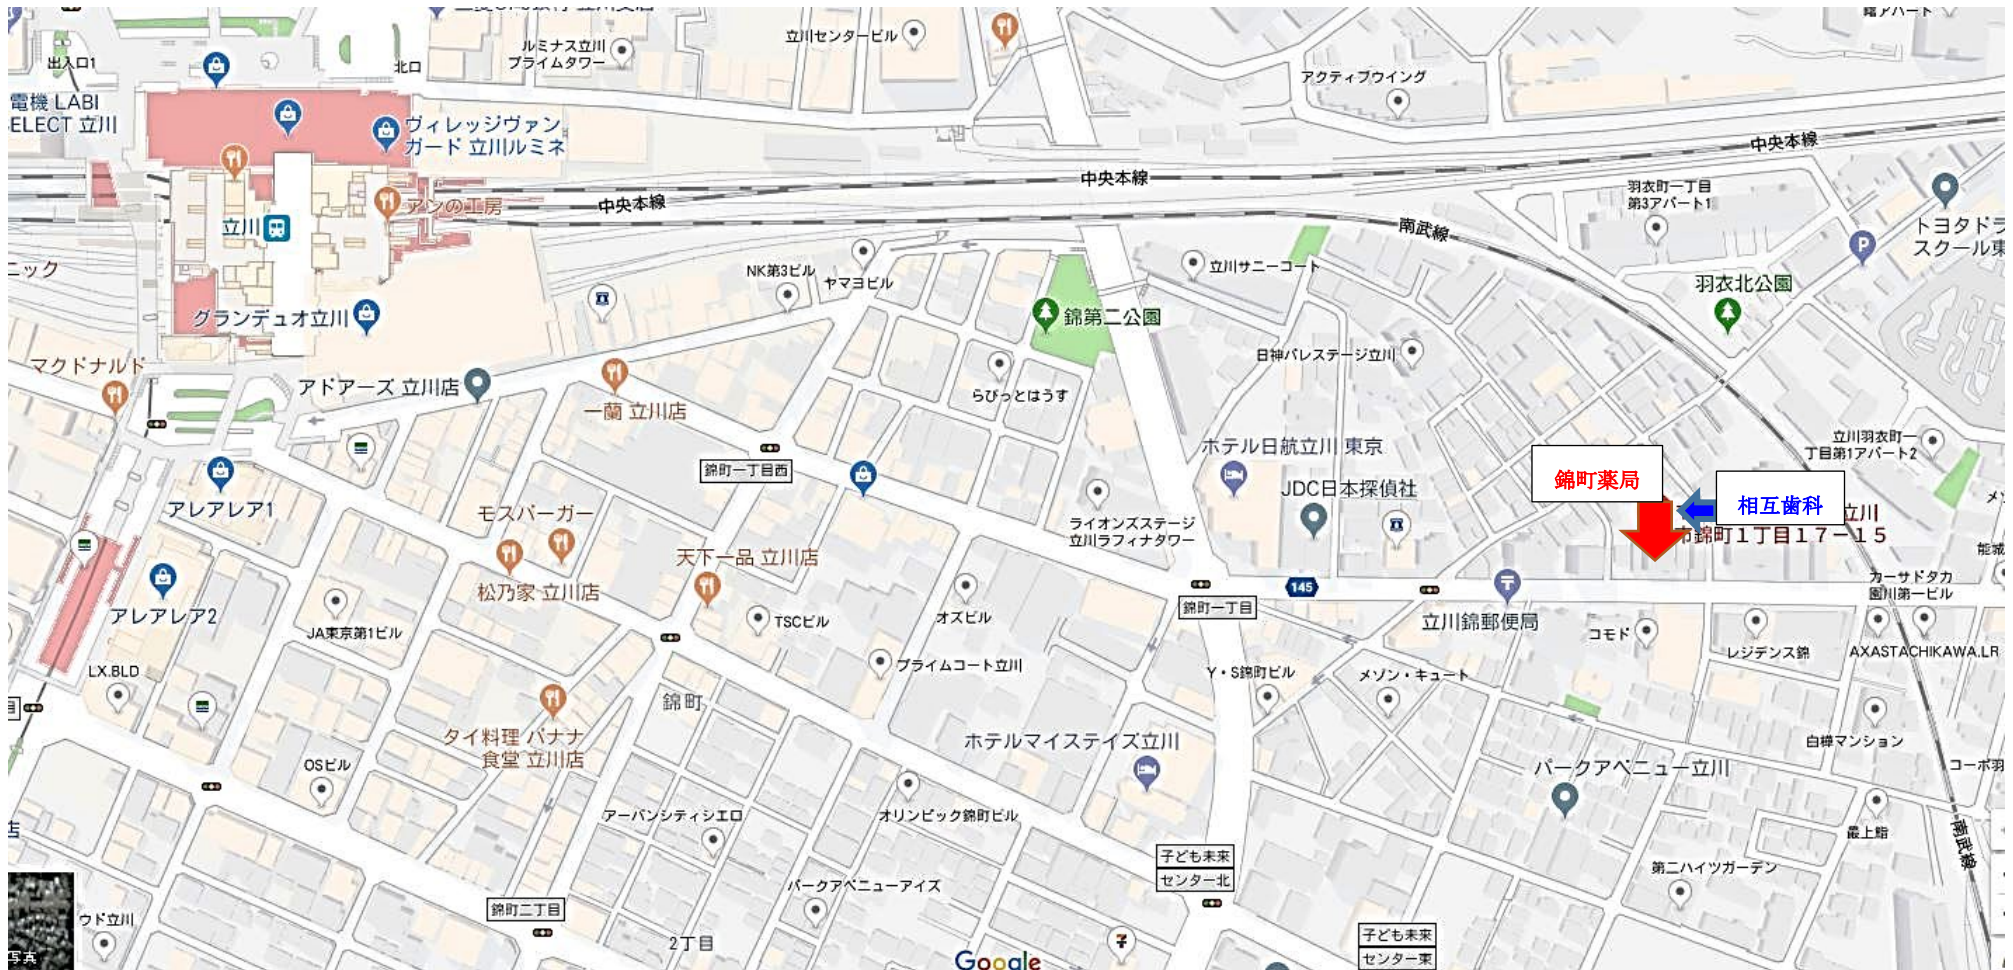 出入口1
北口
ルミナス立川
プライムタワー
立川センタービル
アクティブウイング
曙アパート
電機 LABI
ELECT 立川
ヴィレッジヴァン
ガード 立川ルミネ
中央本線
中央本線
中央本線
アンの工房
立川
羽衣町一丁目
第3アパート1
トヨタドラ
スクール東
南武線
ニック
NK第3ビル
ヤマヨビル
立川サニーコート
羽衣北公園
グランデュオ立川
錦第二公園
マクドナルド
アドアーズ 立川店
一蘭 立川店
らびっとはうす
日神パレステージ立川
錦町一丁目西
ホテル日航立川 東京
JDC日本探偵社
立川羽衣町一
丁目第1アパート2
錦町薬局
相互歯科
立川
市錦町1丁目17-15
アレアレア1
モスバーガー
松乃家 立川店
天下一品 立川店
ライオンズステージ
立川ラフィナタワー
能城
アレアレア2
JA東京第1ビル
TSCビル
オズビル
錦町一丁目
145
立川錦郵便局
コモド
カーサドタカ
園川第一ビル
レジデンス錦
AXASTACHIKAWA.LR
LX.BLD
プライムコート立川
Y・S錦町ビル
メゾン・キュート
錦町
タイ料理 バナナ
食堂 立川店
ホテルマイステイズ立川
白樺マンション
パークアベニュー立川
コーポ羽
OSビル
アーバンシティシエロ
オリンピック錦町ビル
最上鮨
南武線
子ども未来
センター北
パークアベニューアイズ
第二ハイツガーデン
錦町二丁目
ウド立川
2丁目
子ども未来
センター東
写真
Google